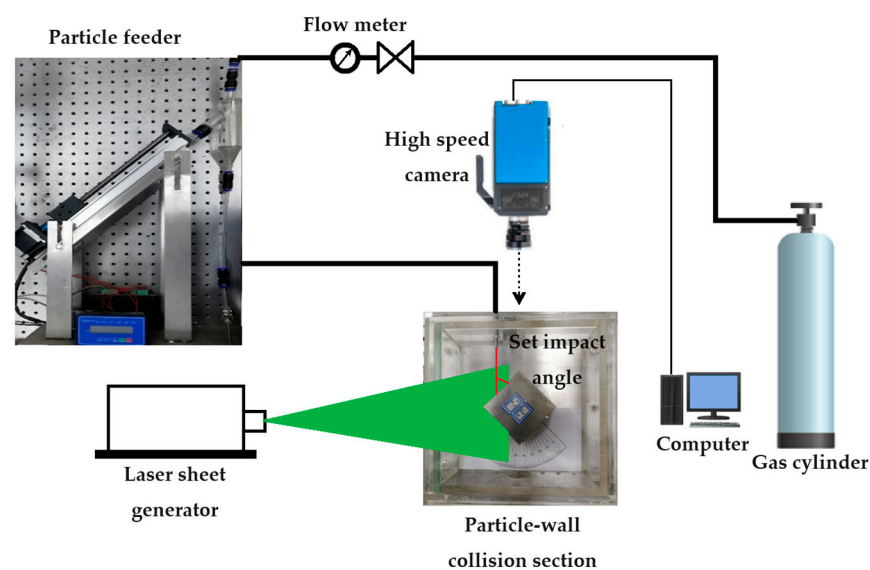 Flow meter
Particle feeder
High speed
camera
Set impact
angle
Computer
Gas cylinder
Laser sheet
generator
Particle-wall
collision section